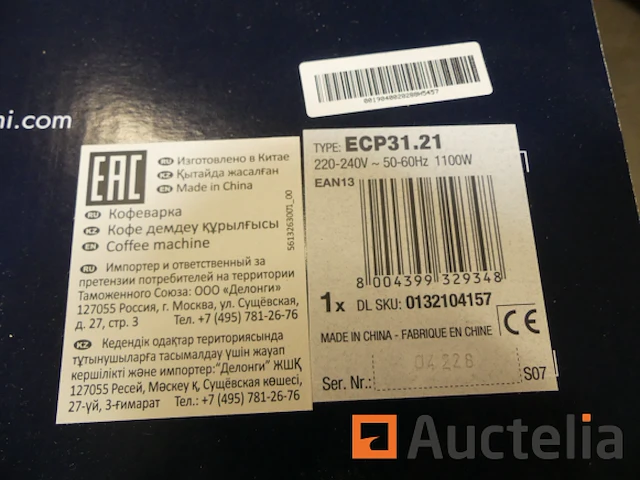 ni.com
EAC
RU Изготовлено в Китае
KZ Қытайда жасалған
EN Made in China
RU Кофеварка
KZ Кофе демдеу құрылғысы
EN Coffee machine
5613263001_00
RU Импортер и ответственный за
претензии потребителей на территории
Таможенного Союза: ООО «Делонги»
127055 Россия, г. Москва, ул. Сущёвская,
д. 27, стр. 3 Тел. +7 (495) 781-26-76
KZ Кедендік одақтар териториясында
тұтынушыларға тасымалдау үшін жауап
кершілікті және импортер:"Делонги" ЖШҚ
127055 Ресей, Мәскеу қ, Сущёвская көшесі,
27-үй, 3-ғимарат Тел. +7 (495) 781-26-76
TYPE: ECP31.21
220-240V ~ 50-60Hz 1100W
EAN13
8 004399 329348
1x DL SKU: 0132104157
MADE IN CHINA - FABRIQUE EN CHINE
CE
04228
Ser. Nr.:
S07
Auctelia